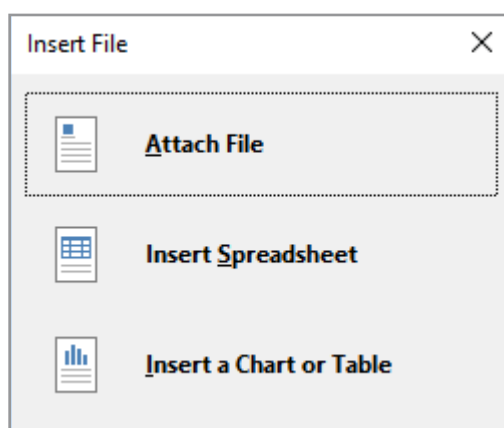 Insert File
Attach File
Insert Spreadsheet
Insert a Chart or Table